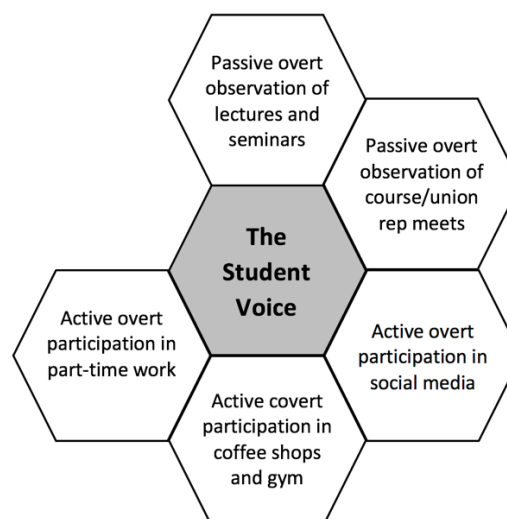 Passive overt
observation of
lectures and
seminars
Passive overt
observation of
course/union
rep meets
The
Student
Voice
Active overt
participation in
part-time work
Active overt
participation in
social media
Active covert
participation in
coffee shops
and gym